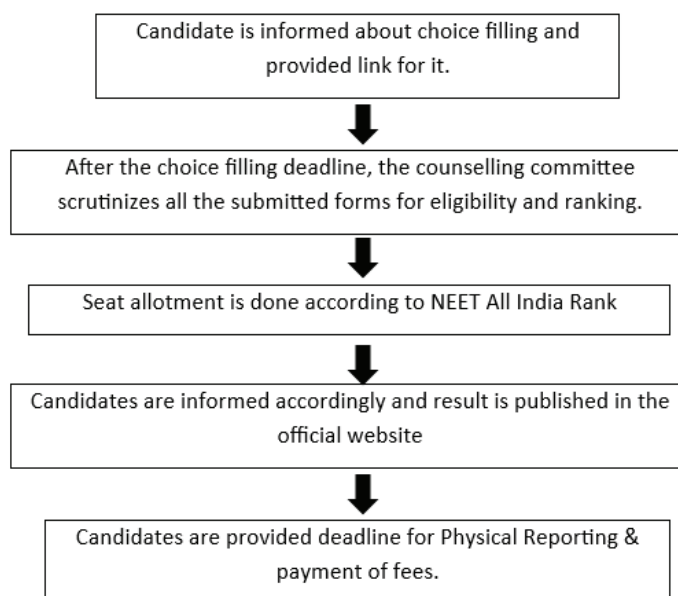 Candidate is informed about choice filling and
provided link for it.
After the choice filling deadline, the counselling committee
scrutinizes all the submitted forms for eligibility and ranking.
Seat allotment is done according to NEET All India Rank
Candidates are informed accordingly and result is published in the
official website
Candidates are provided deadline for Physical Reporting &
payment of fees.